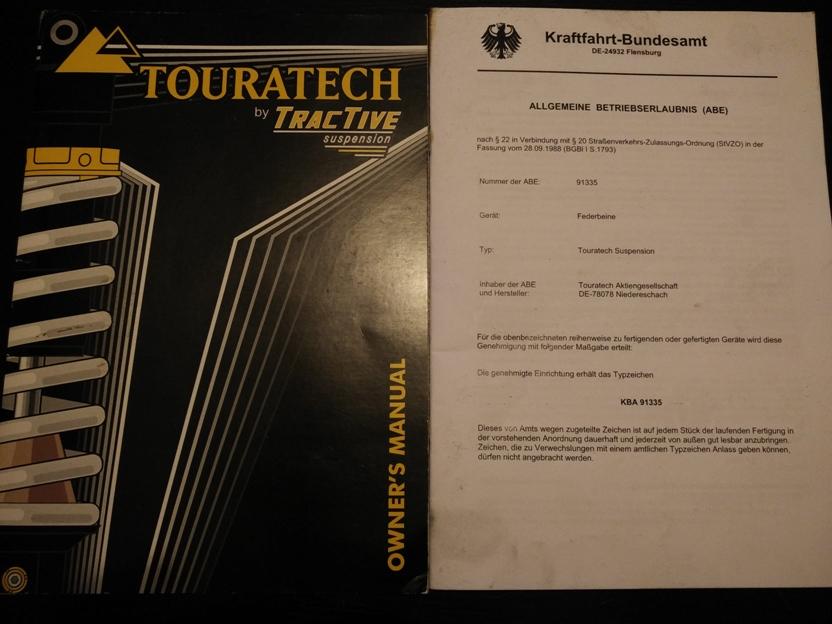 TOURATECH
by TRACTIVE
suspension
OWNER'S MANUAL
Kraftfahrt-Bundesamt
DE-24932 Flensburg
ALLGEMEINE BETRIEBSERLAUBNIS (ABE)
nach § 22 in Verbindung mit § 20 Straßenverkehrs-Zulassungs-Ordnung (StVZO) in der
Fassung vom 28.09.1988 (BGBl I S.1793)
Nummer der ABE: 91335
Gerät: Federbeine
Typ: Touratech Suspension
Inhaber der ABE Touratech Aktiengesellschaft
und Hersteller: DE-78078 Niedereschach
Für die obenbezeichneten reihenweise zu fertigenden oder gefertigten Geräte wird diese
Genehmigung mit folgender Maßgabe erteilt:
Die genehmigte Einrichtung erhält das Typzeichen
KBA 91335
Dieses von Amts wegen zugeteilte Zeichen ist auf jedem Stück der laufenden Fertigung in
der vorstehenden Anordnung dauerhaft und jederzeit von außen gut lesbar anzubringen.
Zeichen, die zu Verwechslungen mit einem amtlichen Typzeichen Anlass geben können,
dürfen nicht angebracht werden.